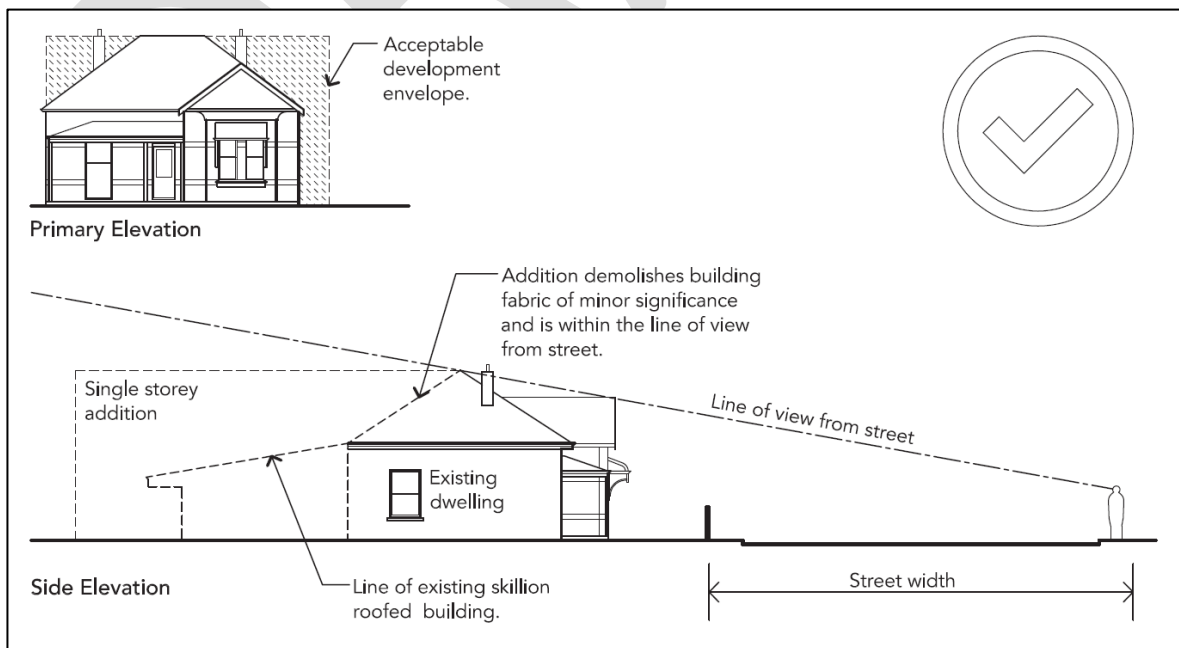 Acceptable
development
envelope.
Primary Elevation
Addition demolishes building
fabric of minor significance
and is within the line of view
from street.
Single storey
addition
Line of view from street
Existing
dwelling
Side Elevation
Line of existing skillion
roofed building.
Street width